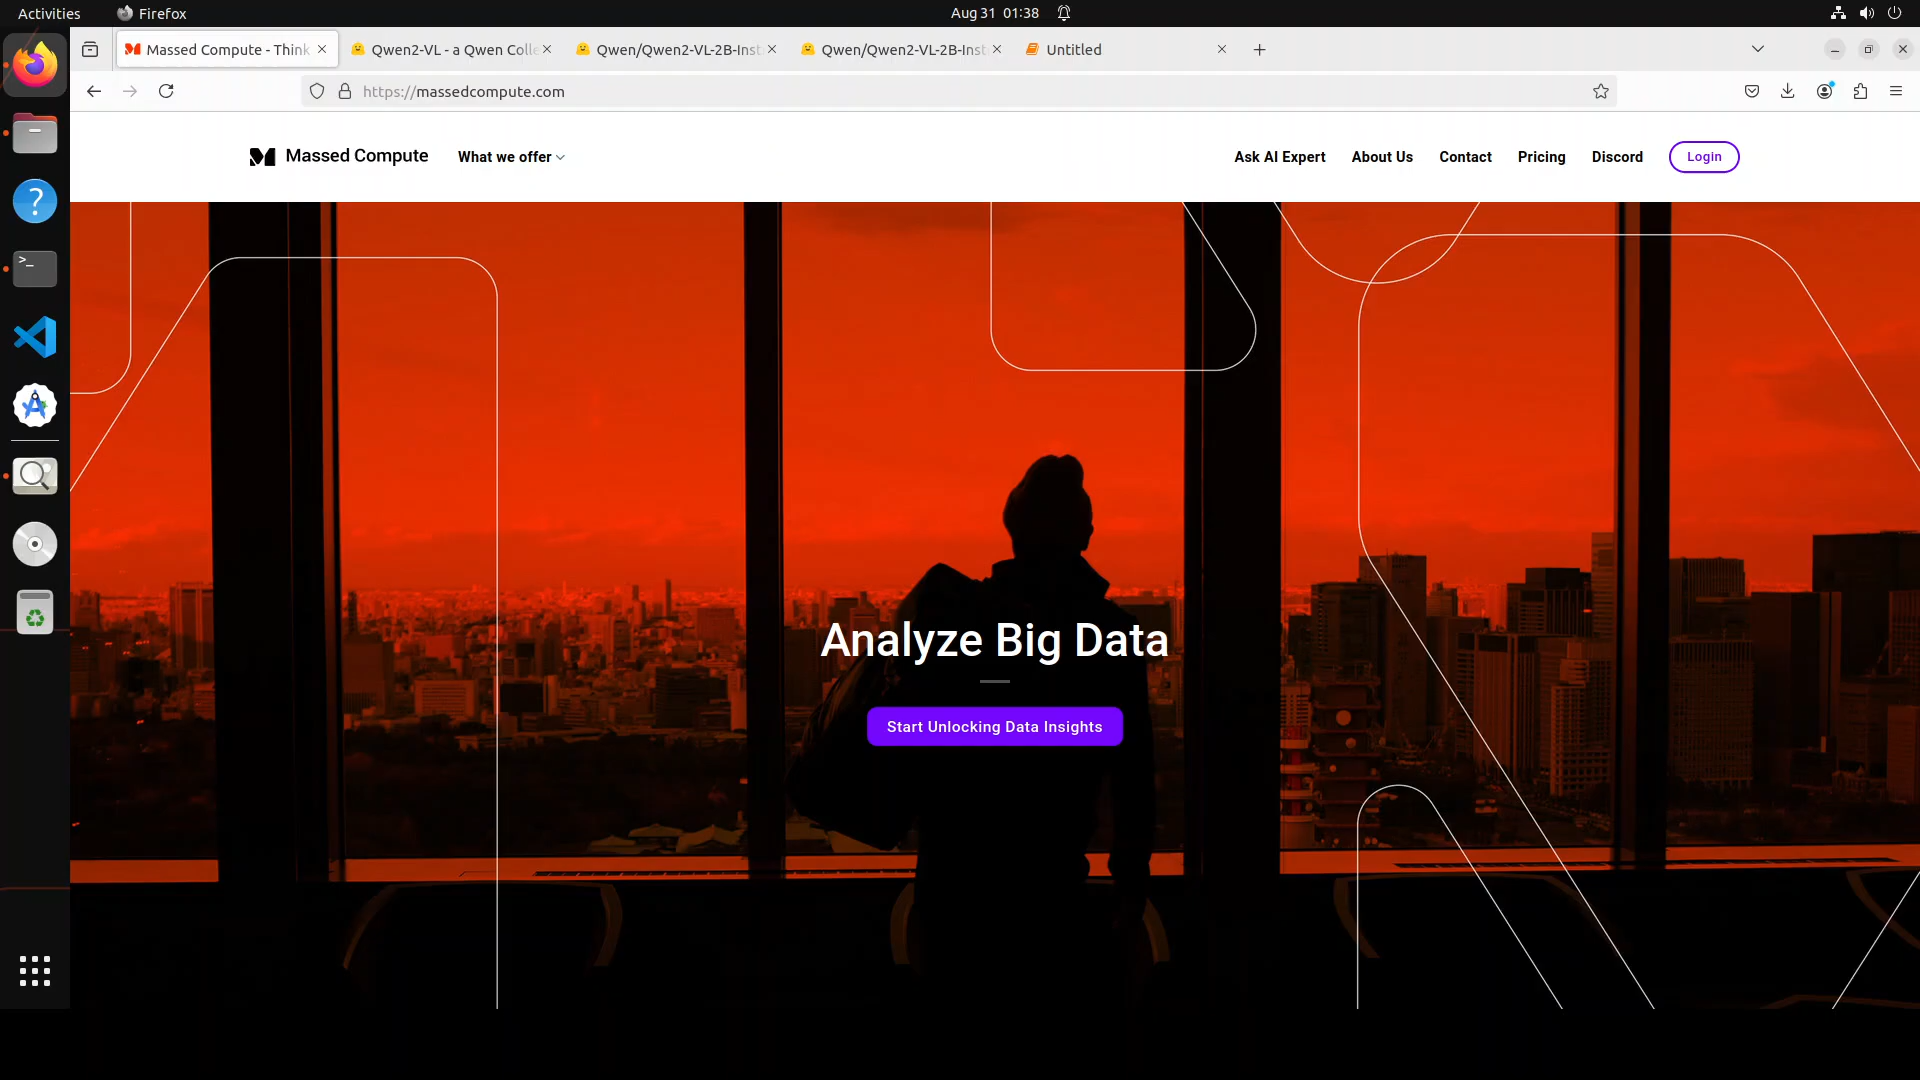 Activities
Firefox
Aug 31 01:38
Massed Compute - Think
Qwen2-VL - a Qwen Colle
Qwen/Qwen2-VL-2B-Inst
Qwen/Qwen2-VL-2B-Inst
Untitled
https://massedcompute.com
Massed Compute
What we offer
Ask AI Expert
About Us
Contact
Pricing
Discord
Login
Analyze Big Data
Start Unlocking Data Insights